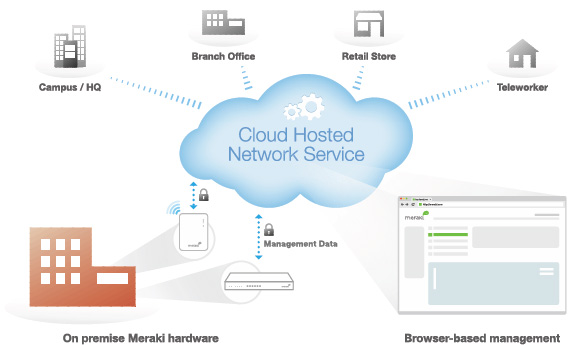 Branch Office
Retail Store
Campus / HQ
Teleworker
Cloud Hosted
Network Service
Management Data
meraki
On premise Meraki hardware
Browser-based management